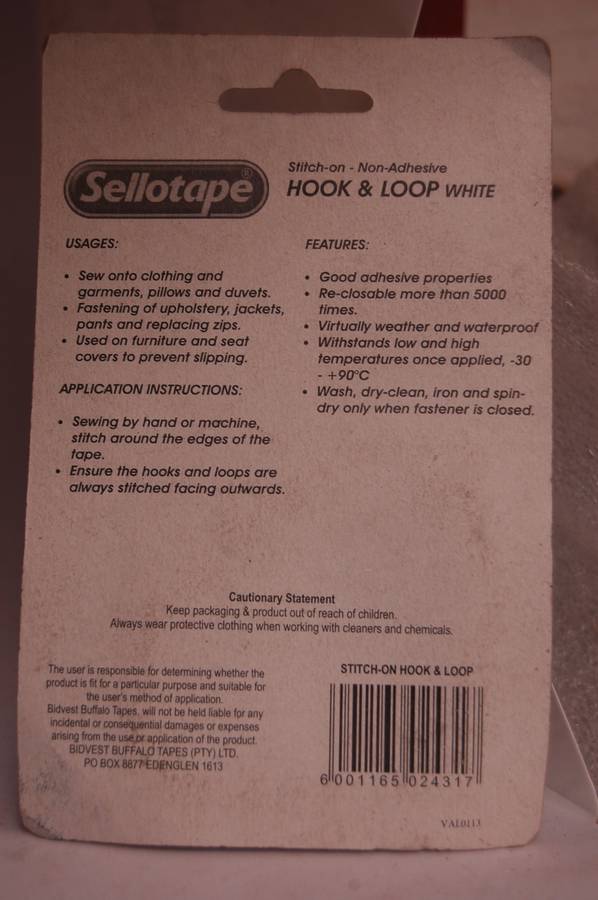 Sellotape®
Stitch-on - Non-Adhesive
HOOK & LOOP WHITE
USAGES:
• Sew onto clothing and
garments, pillows and duvets.
• Fastening of upholstery, jackets,
pants and replacing zips.
• Used on furniture and seat
covers to prevent slipping.
APPLICATION INSTRUCTIONS:
• Sewing by hand or machine,
stitch around the edges of the
tape.
• Ensure the hooks and loops are
always stitched facing outwards.
FEATURES:
• Good adhesive properties
• Re-closable more than 5000
times.
• Virtually weather and waterproof
• Withstands low and high
temperatures once applied, -30
- +90°C
• Wash, dry-clean, iron and spin-
dry only when fastener is closed.
Cautionary Statement
Keep packaging & product out of reach of children.
Always wear protective clothing when working with cleaners and chemicals.
The user is responsible for determining whether the
product is fit for a particular purpose and suitable for
the user's method of application.
Bidvest Buffalo Tapes, will not be held liable for any
incidental or consequential damages or expenses
arising from the use or application of the product.
BIDVEST BUFFALO TAPES (PTY) LTD.
PO BOX 8877 EDENGLEN 1613
STITCH-ON HOOK & LOOP
6 001165 024317
VAL0113